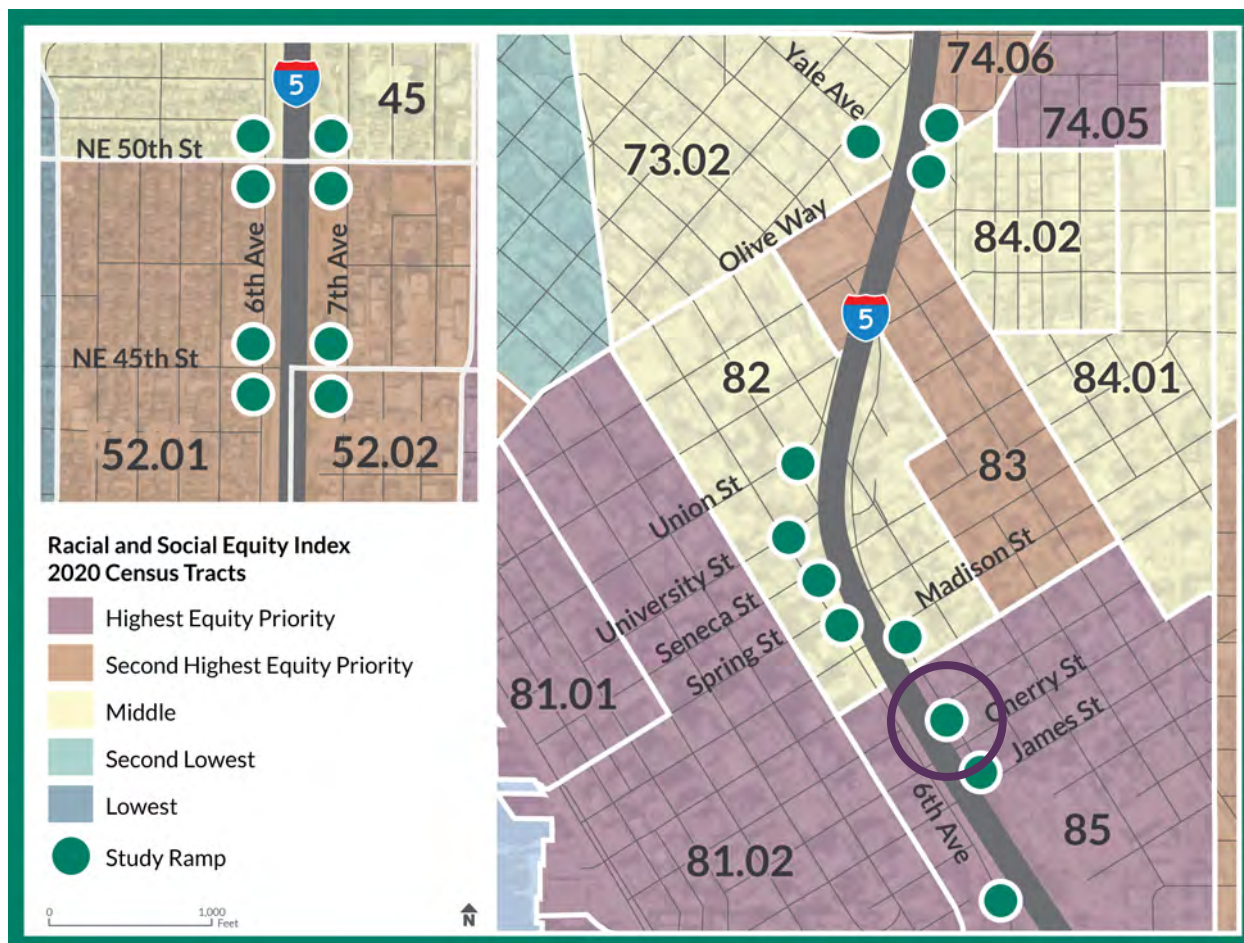 5
45
NE 50th St
6th Ave
7th Ave
NE 45th St
52.01
52.02
Racial and Social Equity Index
2020 Census Tracts
Highest Equity Priority
Second Highest Equity Priority
Middle
Second Lowest
Lowest
Study Ramp
0
1,000
Feet
N
Yale Ave
74.06
74.05
73.02
84.02
Olive Way
5
82
84.01
83
Union St
University St
Seneca St
Spring St
Madison St
81.01
Cherry St
James St
6th Ave
85
81.02